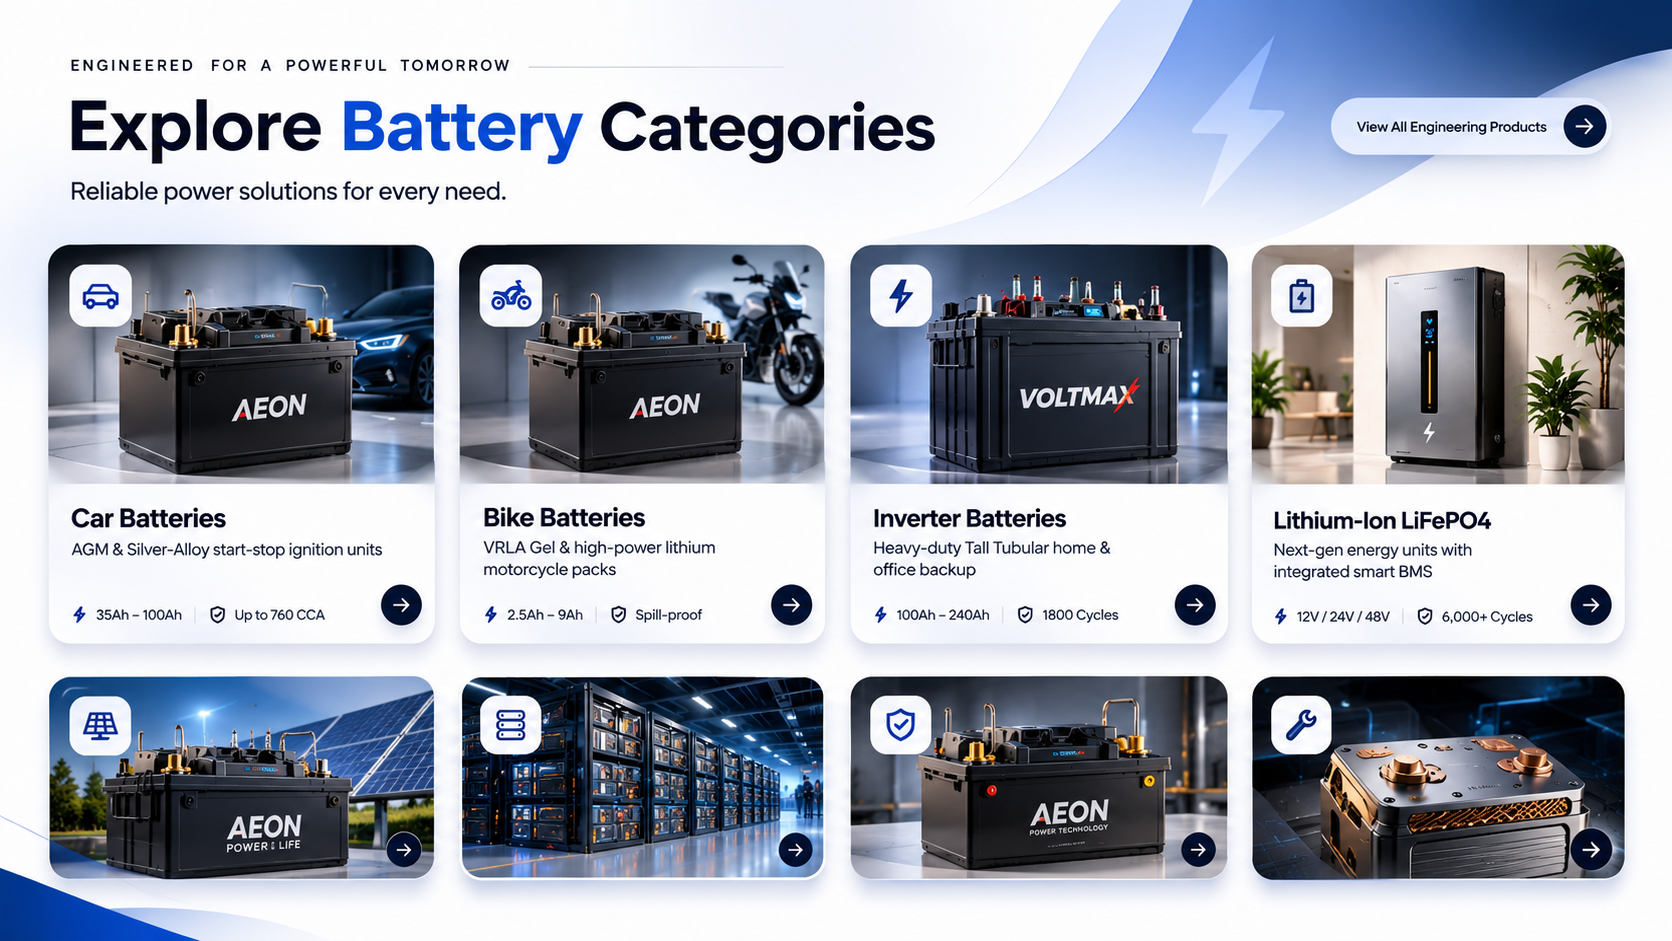 ENGINEERED FOR A POWERFUL TOMORROW
Explore Battery Categories
Reliable power solutions for every need.
View All Engineering Products
AEON
AEON
VOLTMAX
Car Batteries
AGM & Silver-Alloy start-stop ignition units
35Ah – 100Ah
Up to 760 CCA
Bike Batteries
VRLA Gel & high-power lithium
motorcycle packs
2.5Ah – 9Ah
Spill-proof
Inverter Batteries
Heavy-duty Tall Tubular home &
office backup
100Ah – 240Ah
1800 Cycles
Lithium-Ion LiFePO4
Next-gen energy units with
integrated smart BMS
12V / 24V / 48V
6,000+ Cycles
AEON
POWER LIFE
AEON
POWER TECHNOLOGY